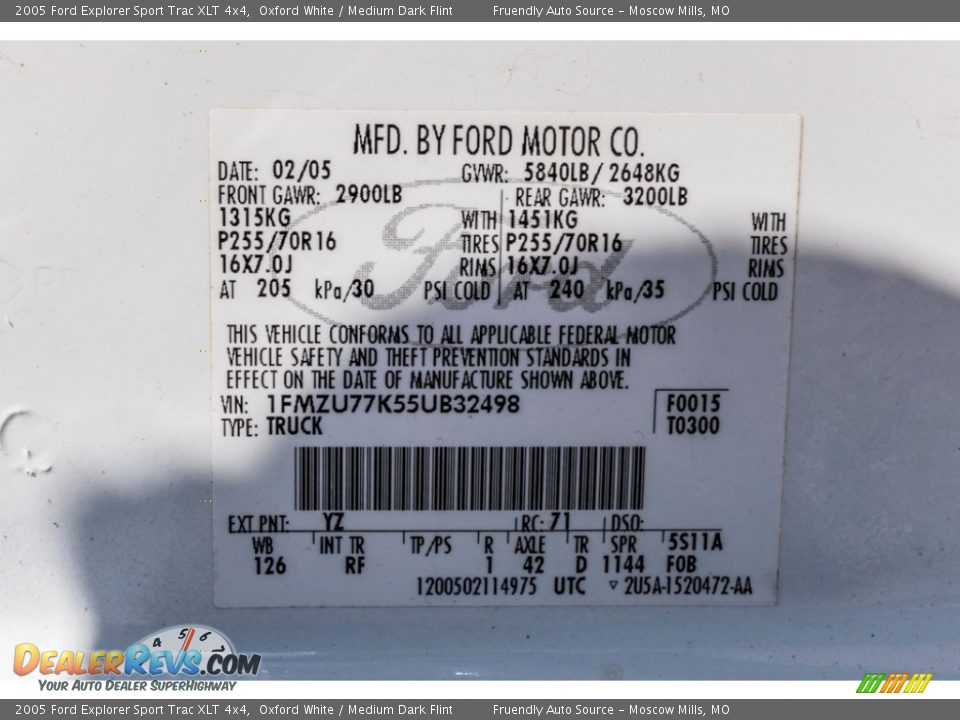 2005 Ford Explorer Sport Trac XLT 4x4, Oxford White / Medium Dark Flint Fruendly Auto Source - Moscow Mills, MO
MFD. BY FORD MOTOR CO.
DATE: 02/05 GVWR: 5840LB/ 2648KG
FRONT GAWR: 2900LB REAR GAWR: 3200LB
1315KG WITH 1451KG WITH
P255/70R16 TIRES P255/70R16 TIRES
16X7.0J RIMS 16X7.0J RIMS
AT 205 kPa/30 PSI COLD AT 240 kPa/35 PSI COLD
Ford
THIS VEHICLE CONFORMS TO ALL APPLICABLE FEDERAL MOTOR
VEHICLE SAFETY AND THEFT PREVENTION STANDARDS IN
EFFECT ON THE DATE OF MANUFACTURE SHOWN ABOVE.
VIN: 1FMZU77K55UB32498 F0015
TYPE: TRUCK T0300
EXT PNT: YZ RC: 71 DSO:
WB INT TR TP/PS R AXLE TR SPR 5S11A
126 RF 1 42 D 1144 F0B
1200502114975 UTC ▽ 2U5A-1520472-AA
4 5 6
DealerRevs.com
Your Auto Dealer SuperHighway
2005 Ford Explorer Sport Trac XLT 4x4, Oxford White / Medium Dark Flint Fruendly Auto Source - Moscow Mills, MO